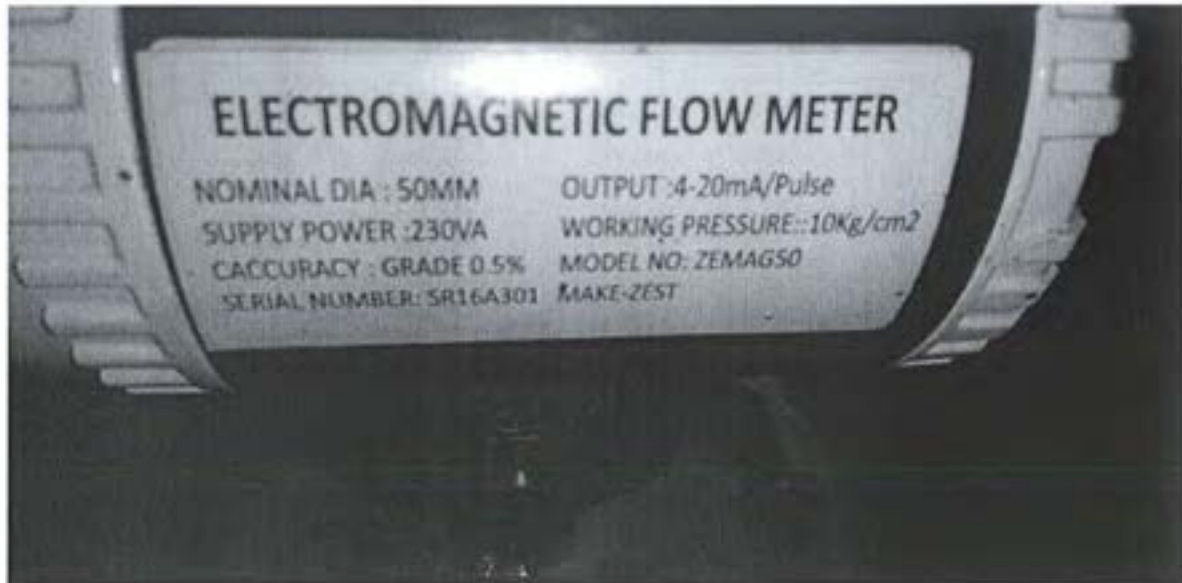 ELECTROMAGNETIC FLOW METER
NOMINAL DIA : 50MM OUTPUT :4-20mA/Pulse
SUPPLY POWER :230VA WORKING PRESSURE::10Kg/cm2
CACCURACY : GRADE 0.5% MODEL NO: ZEMAG50
SERIAL NUMBER: SR16A301 MAKE-ZEST